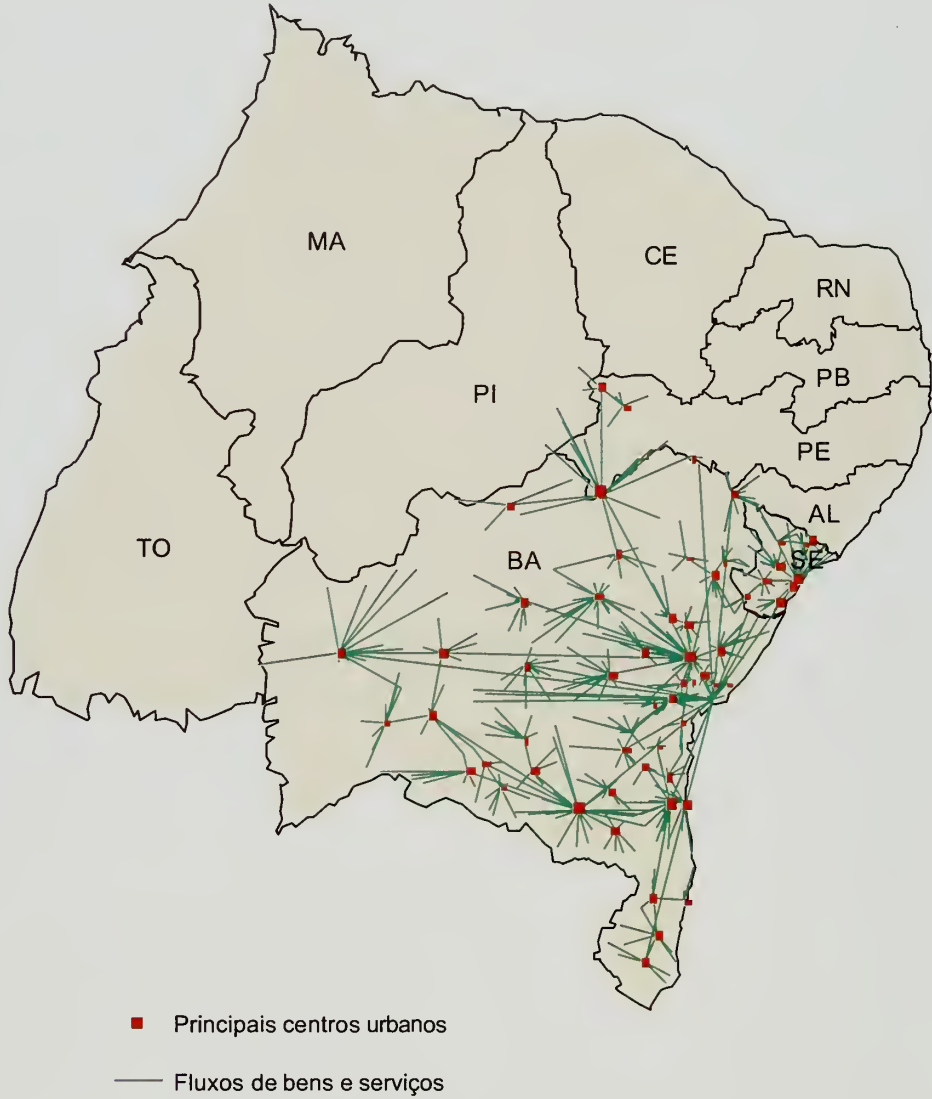 MA
CE
RN
PB
PI
PE
AL
SE
BA
TO
Principais centros urbanos
Fluxos de bens e serviços